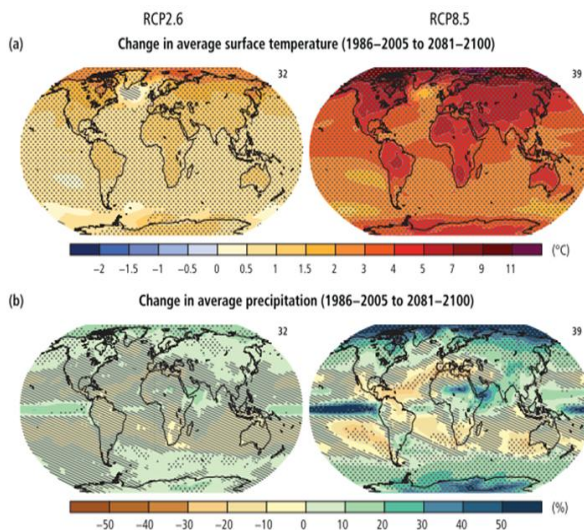 RCP2.6 RCP8.5
(a) Change in average surface temperature (1986–2005 to 2081–2100)
32 39
−2 −1.5 −1 −0.5 0 0.5 1 1.5 2 3 4 5 7 9 11 (°C)
(b) Change in average precipitation (1986–2005 to 2081–2100)
32 39
−50 −40 −30 −20 −10 0 10 20 30 40 50 (%)